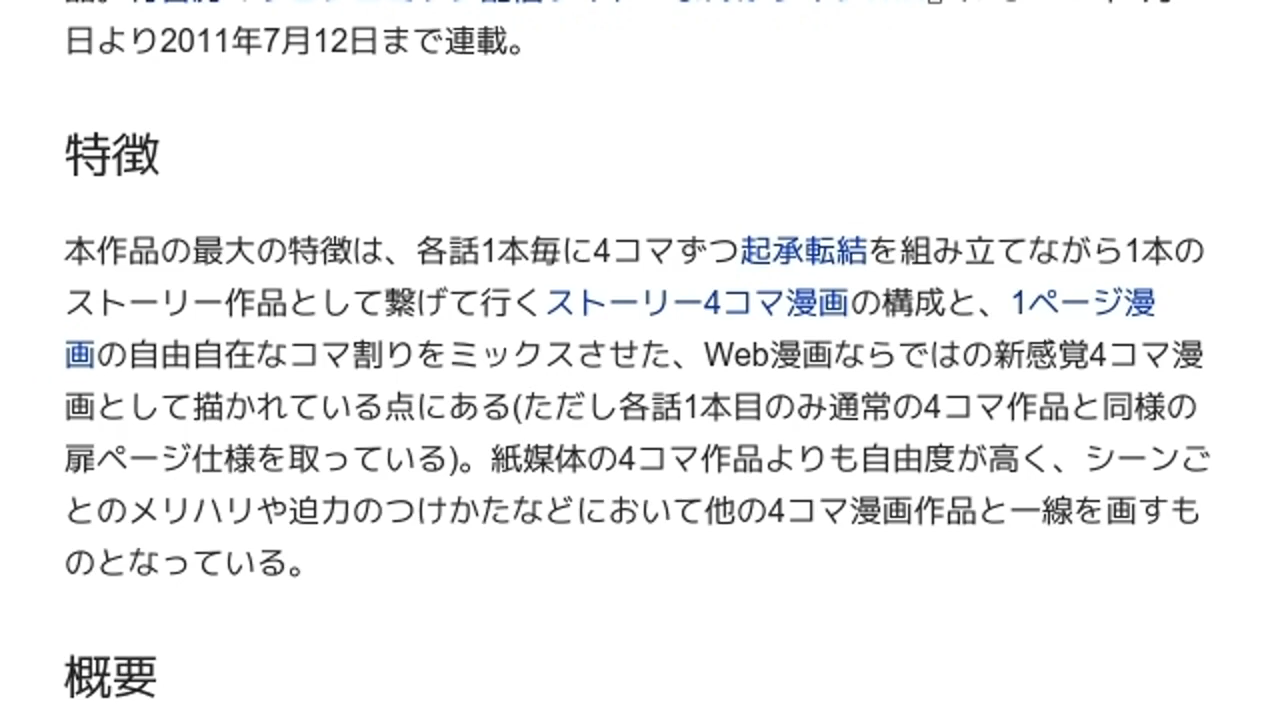 日より2011年7月12日まで連載。
特徴
本作品の最大の特徴は、各話1本毎に4コマずつ起承転結を組み立てながら1本の
ストーリー作品として繋げて行くストーリー4コマ漫画の構成と、1ページ漫
画の自由自在なコマ割りをミックスさせた、Web漫画ならではの新感覚4コマ漫
画として描かれている点にある(ただし各話1本目のみ通常の4コマ作品と同様の
扉ページ仕様を取っている)。紙媒体の4コマ作品よりも自由度が高く、シーンご
とのメリハリや迫力のつけかたなどにおいて他の4コマ漫画作品と一線を画すも
のとなっている。
概要